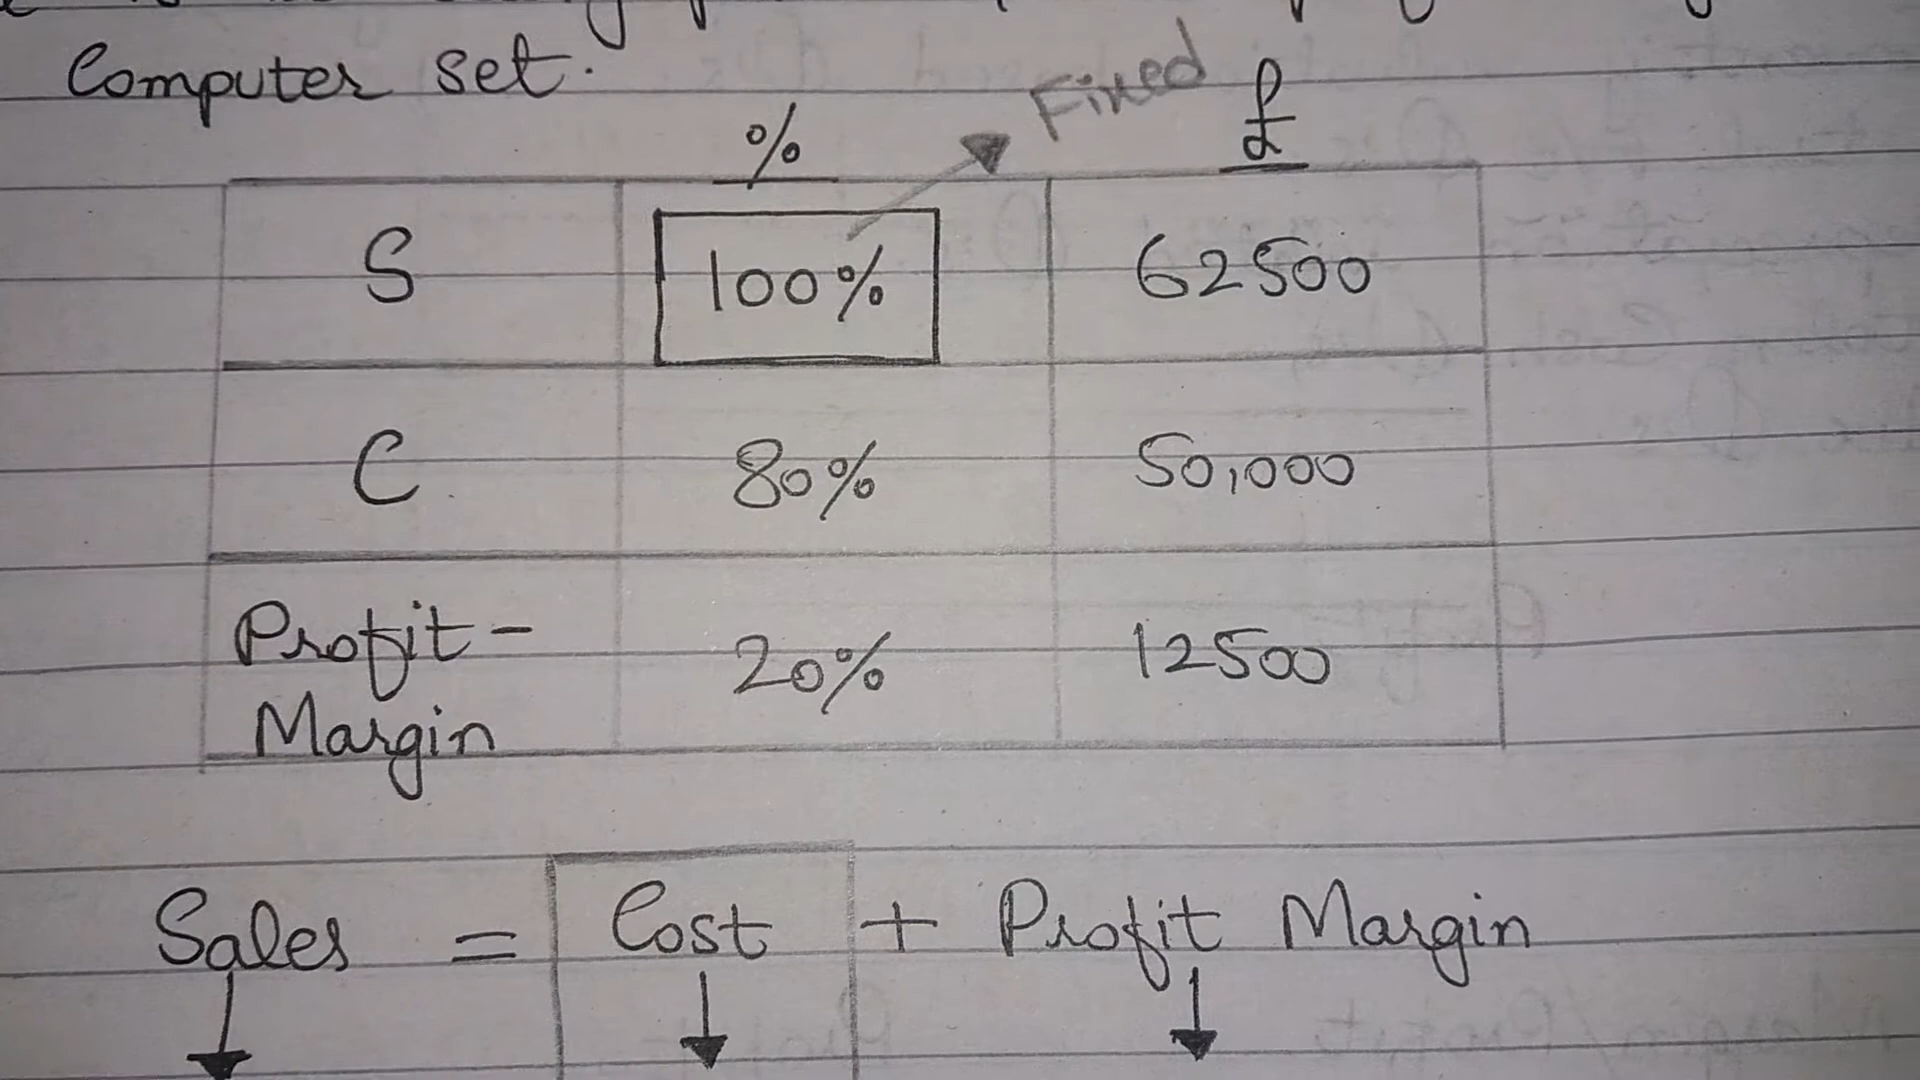 Computer set.
% Fixed £
S 100% 62500
C 80% 50,000
Profit- 20% 12500
Margin
Sales = Cost + Profit Margin